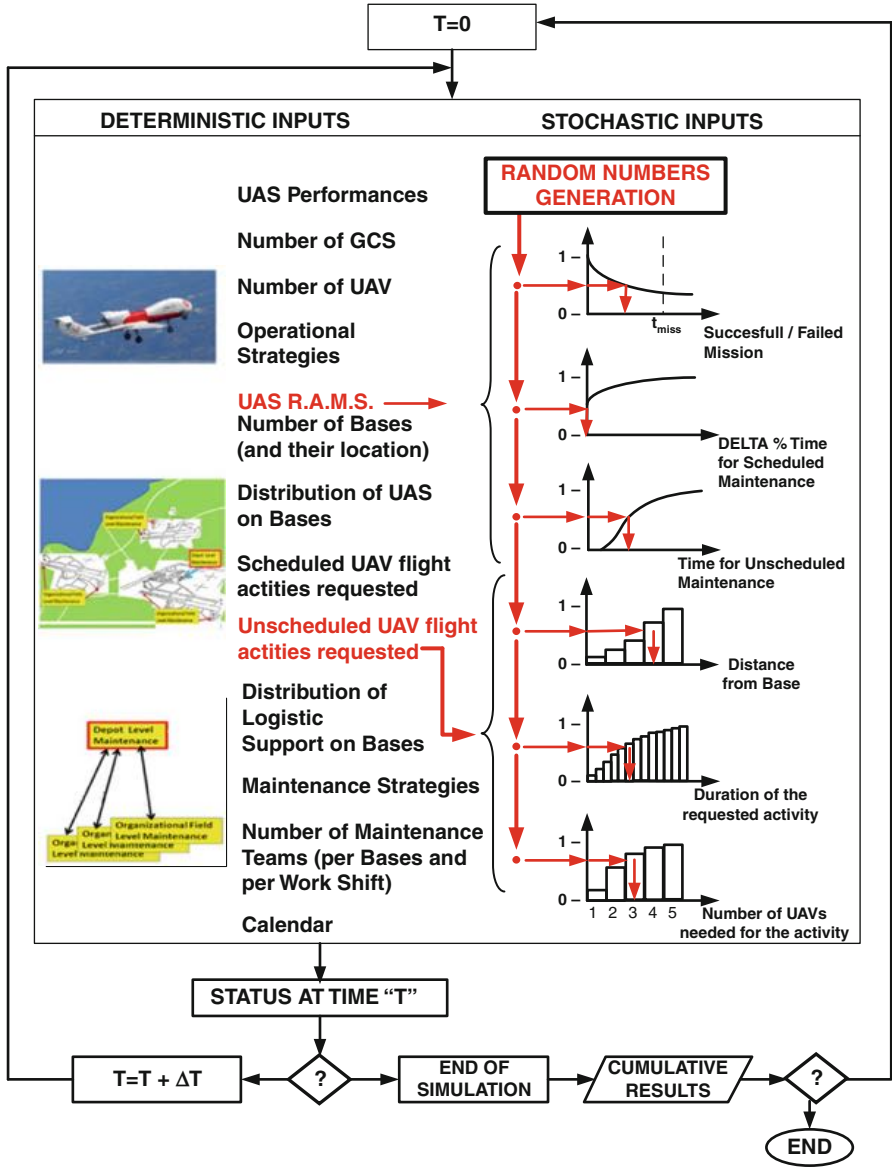 T=0
DETERMINISTIC INPUTS
STOCHASTIC INPUTS
UAS Performances
Number of GCS
Number of UAV
Operational
Strategies
UAS R.A.M.S.
Number of Bases
(and their location)
Distribution of UAS
on Bases
Scheduled UAV flight
actities requested
Unscheduled UAV flight
actities requested
Distribution of
Logistic
Support on Bases
Maintenance Strategies
Number of Maintenance
Teams (per Bases and
per Work Shift)
Calendar
Depot Level
Maintenance
Organizational Field
Level Maintenance
Level Maintenance
Level Maintenance
RANDOM NUMBERS
GENERATION
1
0
t miss
Succesfull / Failed
Mission
1
0
DELTA % Time
for Scheduled
Maintenance
1
0
Time for Unscheduled
Maintenance
1
0
Distance
from Base
1
0
Duration of the
requested activity
1
0
1 2 3 4 5
Number of UAVs
needed for the activity
STATUS AT TIME “T”
T=T + ΔT
?
END OF
SIMULATION
CUMULATIVE
RESULTS
?
END